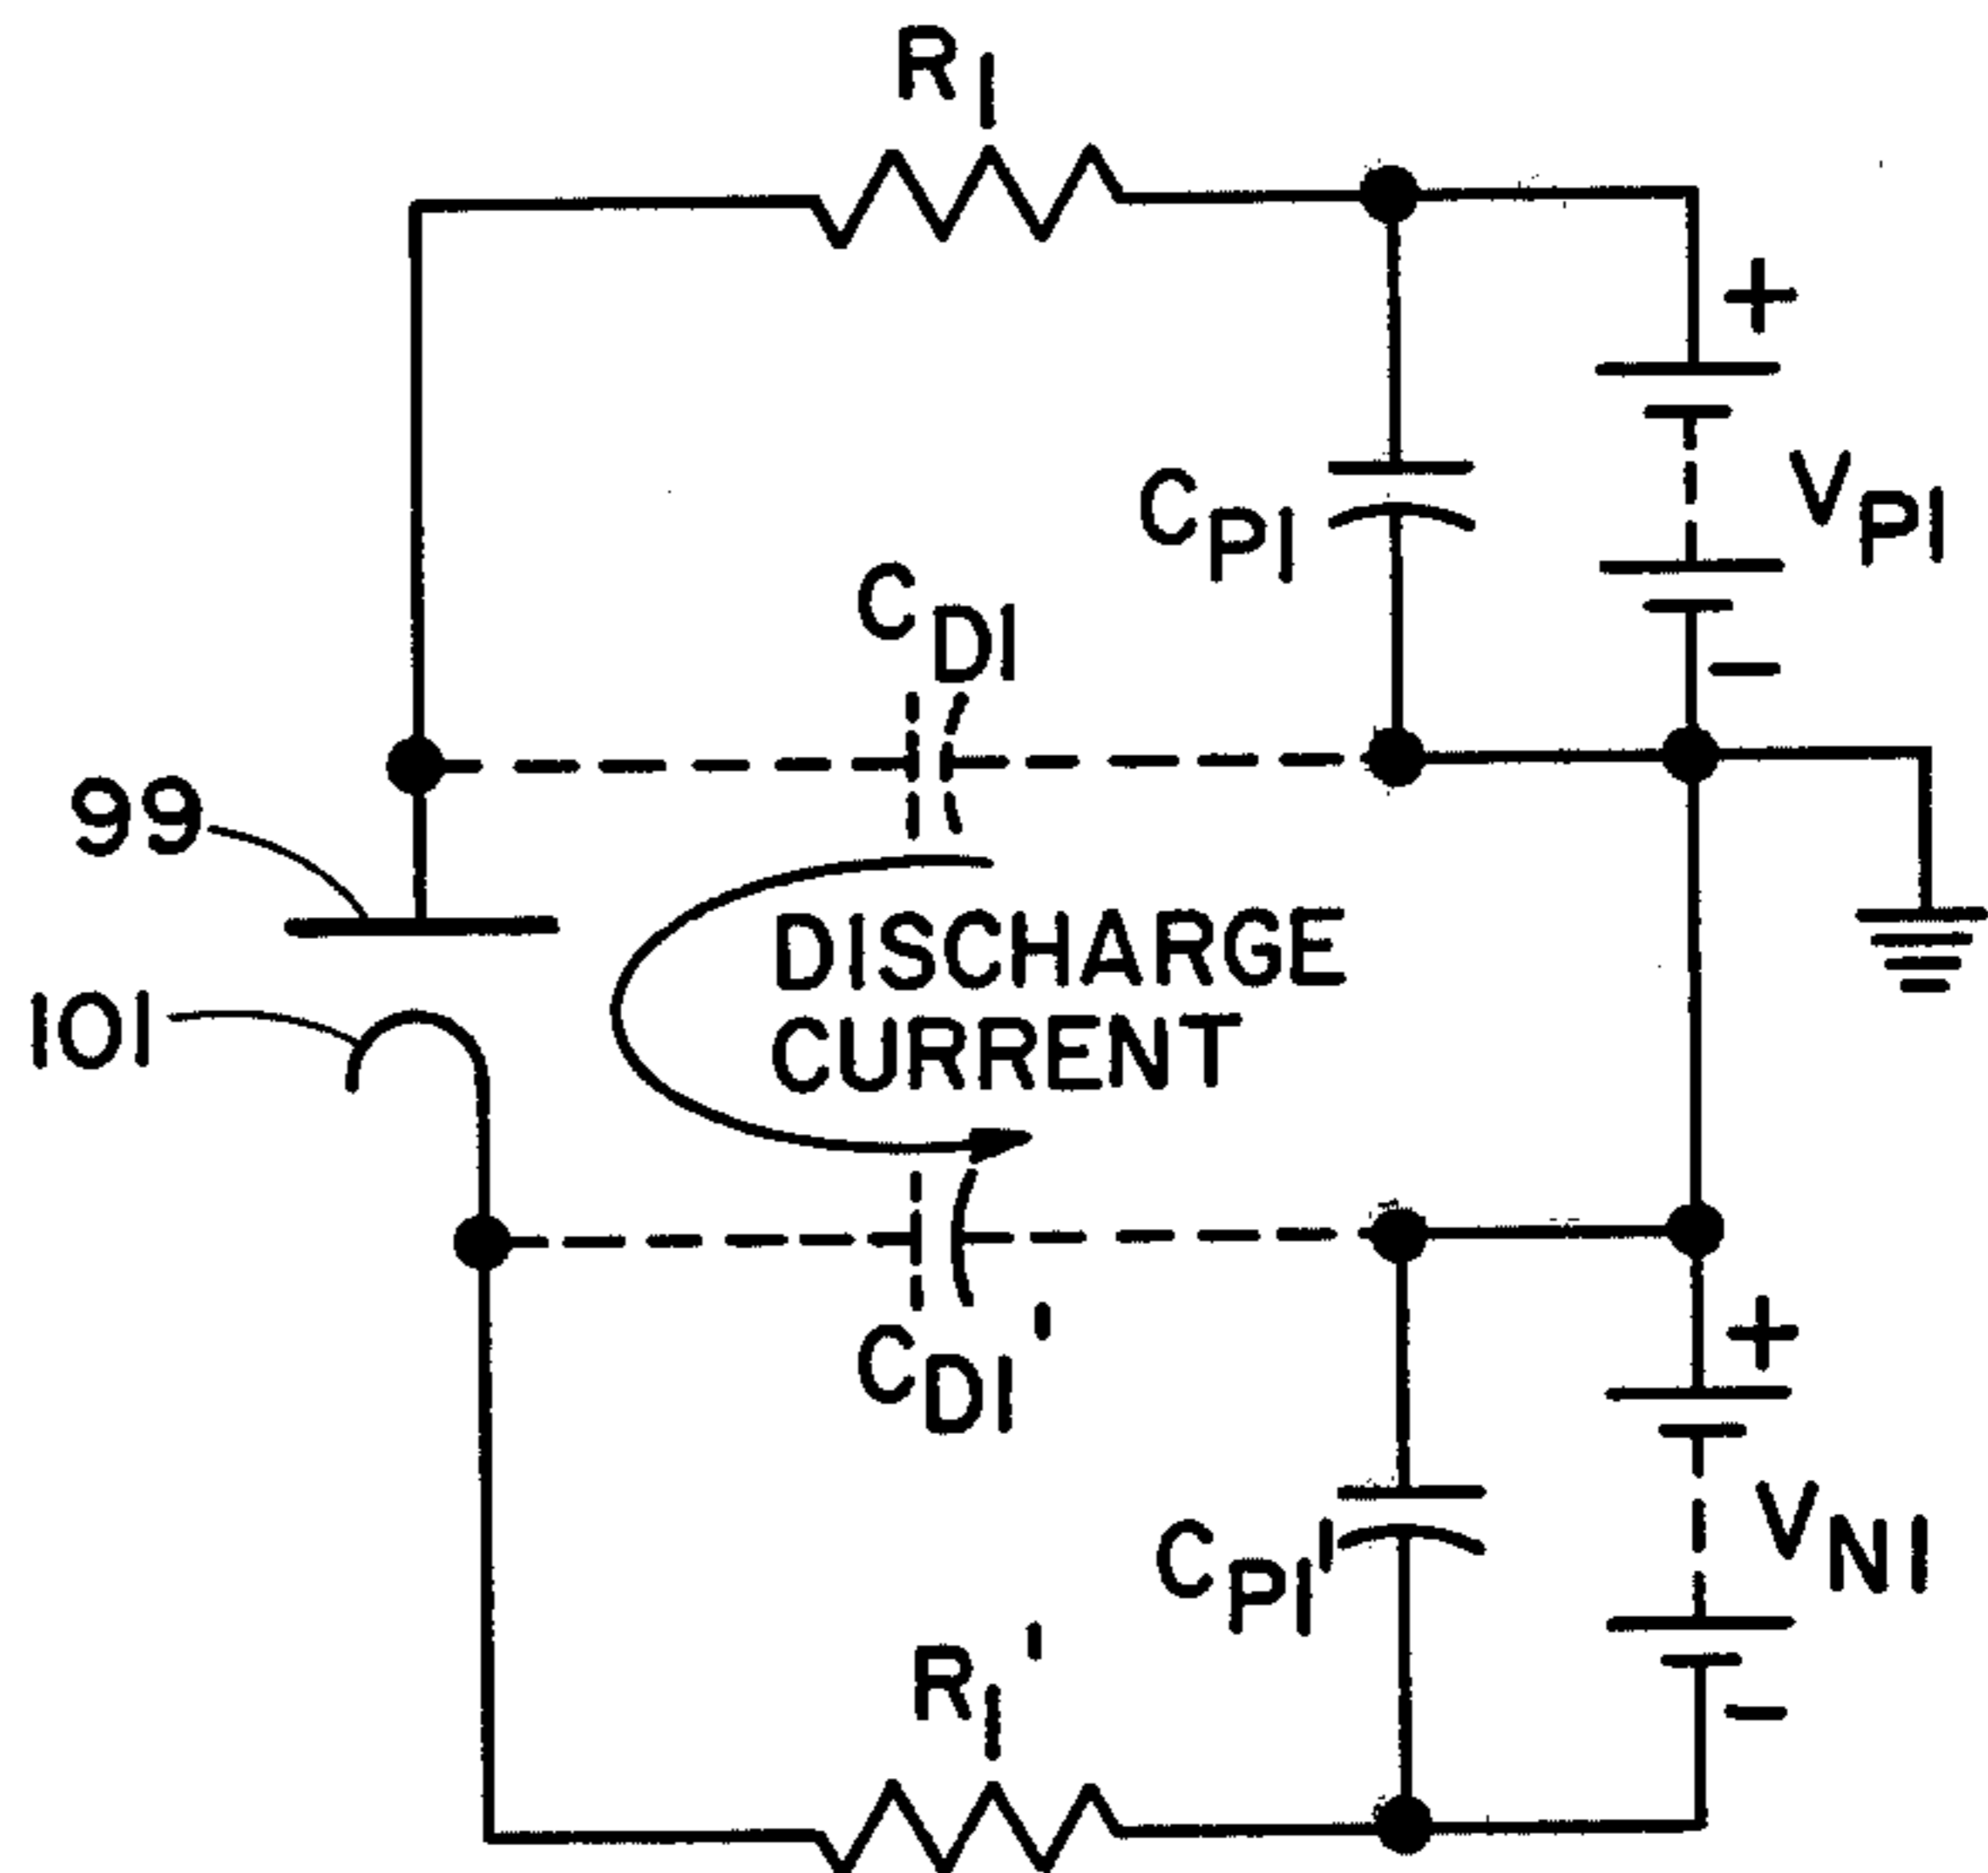 R1
+
CP1
VP1
CD1
−
99
DISCHARGE
CURRENT
101
+
CD1'
VN1
CP1'
R1'
−